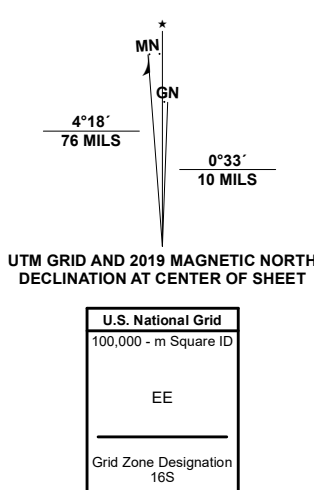 MN
GN
4°18´
76 MILS
0°33´
10 MILS
UTM GRID AND 2019 MAGNETIC NORTH
DECLINATION AT CENTER OF SHEET
U.S. National Grid
100,000 - m Square ID
EE
Grid Zone Designation
16S